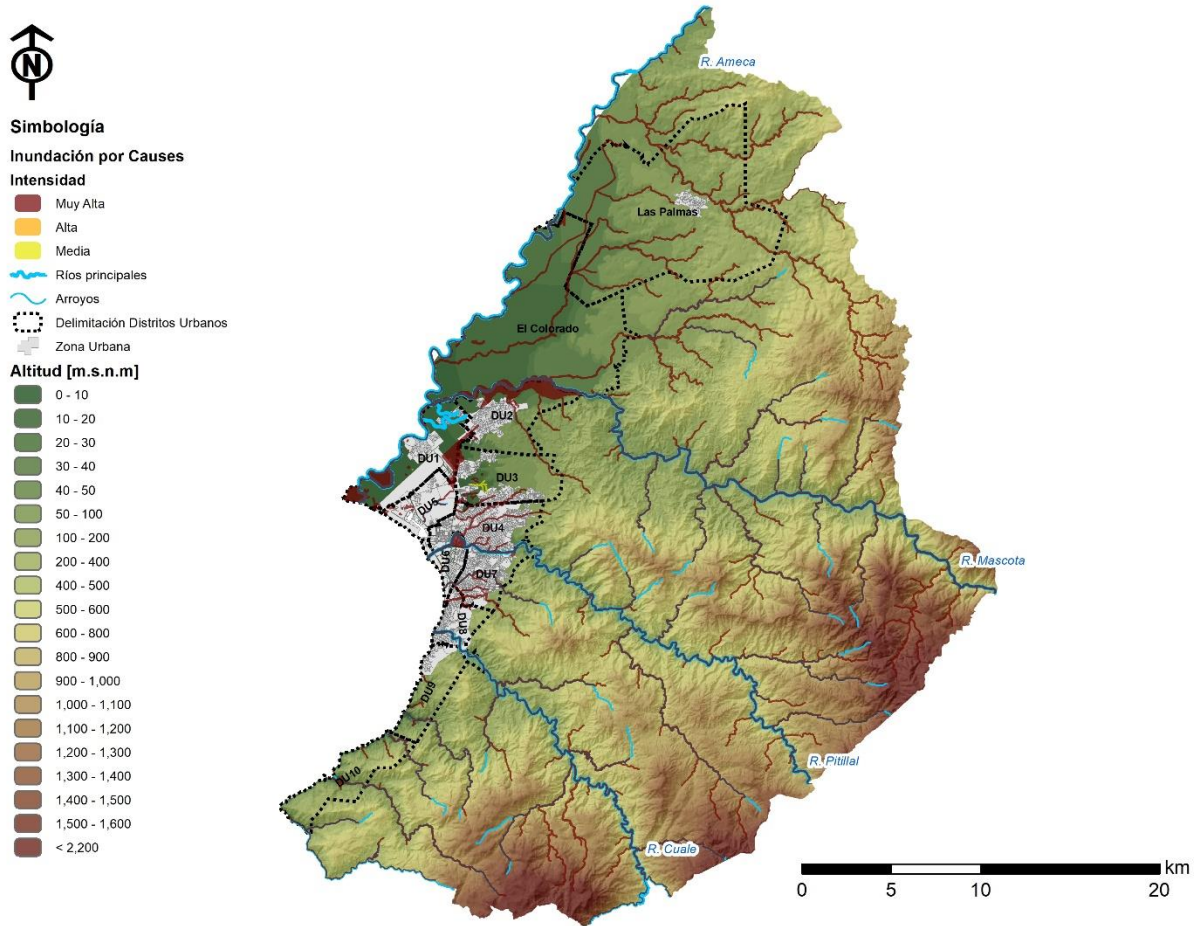 N
Simbología
Inundación por Causes
Intensidad
Muy Alta
Alta
Media
Ríos principales
Arroyos
Delimitación Distritos Urbanos
Zona Urbana
Altitud [m.s.n.m]
0 - 10
10 - 20
20 - 30
30 - 40
40 - 50
50 - 100
100 - 200
200 - 400
400 - 500
500 - 600
600 - 800
800 - 900
900 - 1,000
1,000 - 1,100
1,100 - 1,200
1,200 - 1,300
1,300 - 1,400
1,400 - 1,500
1,500 - 1,600
< 2,200
R. Ameca
Las Palmas
El Colorado
DU2
DU1
DU3
DU5
DU4
DU6
DU7
R. Mascota
DU8
DU9
R. Pitillal
DU10
R. Cuale
km
0 5 10 20